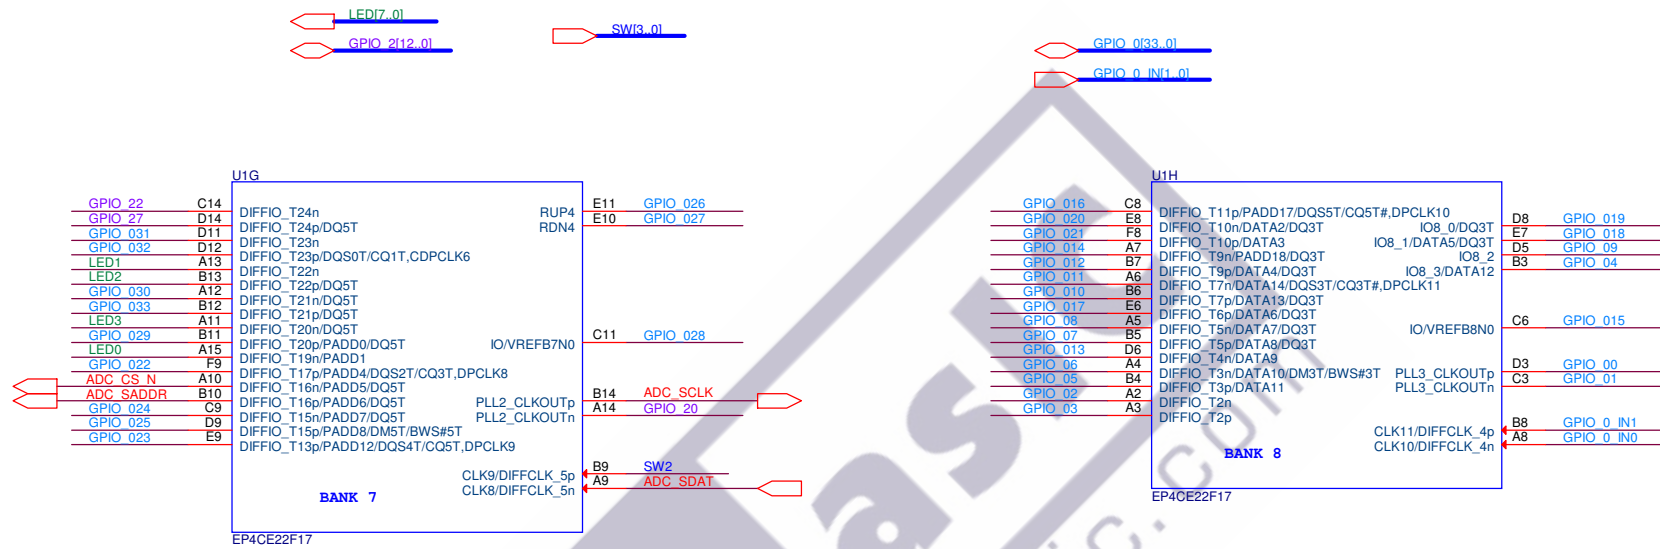 LED[7..0]
GPIO_2[12..0]
SW[3..0]
GPIO_0[33..0]
GPIO_0_IN[1..0]
U1G
GPIO_22 C14 DIFFIO_T24n RUP4 E11 GPIO_026
GPIO_27 D14 DIFFIO_T24p/DQ5T RDN4 E10 GPIO_027
GPIO_031 D11 DIFFIO_T23n
GPIO_032 D12 DIFFIO_T23p/DQS0T/CQ1T,CDPCLK6
LED1 A13 DIFFIO_T22n
LED2 B13 DIFFIO_T22p/DQ5T
GPIO_030 A12 DIFFIO_T21n/DQ5T
GPIO_033 B12 DIFFIO_T21p/DQ5T
LED3 A11 DIFFIO_T20n/DQ5T
GPIO_029 B11 DIFFIO_T20p/PADD0/DQ5T IO/VREFB7N0 C11 GPIO_028
LED0 A15 DIFFIO_T19n/PADD1
GPIO_022 F9 DIFFIO_T17p/PADD4/DQS2T/CQ3T,DPCLK8
ADC_CS_N A10 DIFFIO_T16n/PADD5/DQ5T
ADC_SADDR B10 DIFFIO_T16p/PADD6/DQ5T PLL2_CLKOUTp B14 ADC_SCLK
GPIO_024 C9 DIFFIO_T15n/PADD7/DQ5T PLL2_CLKOUTn A14 GPIO_20
GPIO_025 D9 DIFFIO_T15p/PADD8/DM5T/BWS#5T
GPIO_023 E9 DIFFIO_T13p/PADD12/DQS4T/CQ5T,DPCLK9
CLK9/DIFFCLK_5p B9 SW2
CLK8/DIFFCLK_5n A9 ADC_SDAT
BANK 7
EP4CE22F17
U1H
GPIO_016 C8 DIFFIO_T11p/PADD17/DQS5T/CQ5T#,DPCLK10
GPIO_020 E8 DIFFIO_T10n/DATA2/DQ3T IO8_0/DQ3T D8 GPIO_019
GPIO_021 F8 DIFFIO_T10p/DATA3 IO8_1/DATA5/DQ3T E7 GPIO_018
GPIO_014 A7 DIFFIO_T9n/PADD18/DQ3T IO8_2 D5 GPIO_09
GPIO_012 B7 DIFFIO_T9p/DATA4/DQ3T IO8_3/DATA12 B3 GPIO_04
GPIO_011 A6 DIFFIO_T7n/DATA14/DQS3T/CQ3T#,DPCLK11
GPIO_010 B6 DIFFIO_T7p/DATA13/DQ3T
GPIO_017 E6 DIFFIO_T6p/DATA6/DQ3T
GPIO_08 A5 DIFFIO_T5n/DATA7/DQ3T IO/VREFB8N0 C6 GPIO_015
GPIO_07 B5 DIFFIO_T5p/DATA8/DQ3T
GPIO_013 D6 DIFFIO_T4n/DATA9
GPIO_06 A4 DIFFIO_T3n/DATA10/DM3T/BWS#3T PLL3_CLKOUTp D3 GPIO_00
GPIO_05 B4 DIFFIO_T3p/DATA11 PLL3_CLKOUTn C3 GPIO_01
GPIO_02 A2 DIFFIO_T2n
GPIO_03 A3 DIFFIO_T2p
CLK11/DIFFCLK_4p B8 GPIO_0_IN1
CLK10/DIFFCLK_4n A8 GPIO_0_IN0
BANK 8
EP4CE22F17
asic
ic.com